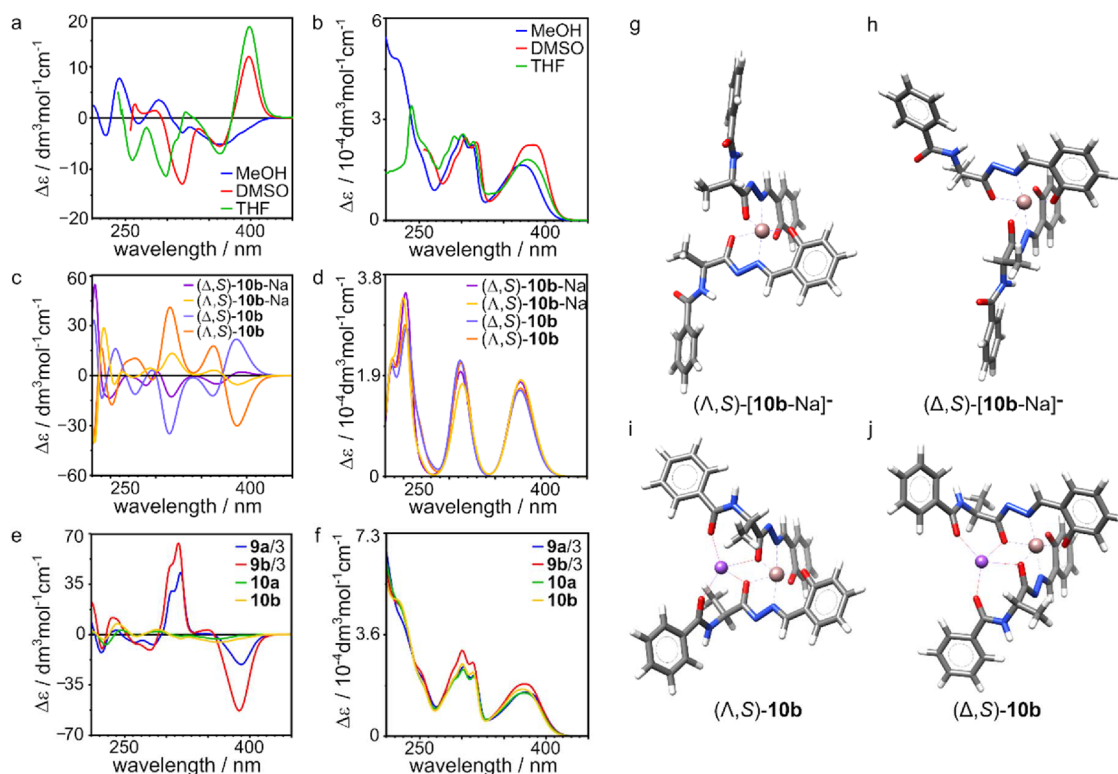 a
20
10
0
−10
20
Δε / dm³mol⁻¹cm⁻¹
MeOH
DMSO
THF
250
400
wavelength / nm
b
6
3
0
Δε / 10⁻⁴dm³mol⁻¹cm⁻¹
MeOH
DMSO
THF
250
400
wavelength / nm
c
60
30
0
−30
−60
Δε / dm³mol⁻¹cm⁻¹
(Δ,S)-10b-Na
(Λ,S)-10b-Na
(Δ,S)-10b
(Λ,S)-10b
250
400
wavelength / nm
d
3.8
1.9
0
Δε / 10⁻⁴dm³mol⁻¹cm⁻¹
(Δ,S)-10b-Na
(Λ,S)-10b-Na
(Δ,S)-10b
(Λ,S)-10b
250
400
wavelength / nm
e
70
35
0
−35
70
Δε / dm³mol⁻¹cm⁻¹
9a/3
9b/3
10a
10b
250
400
wavelength / nm
f
7.3
3.6
0
Δε / 10⁻⁴dm³mol⁻¹cm⁻¹
9a/3
9b/3
10a
10b
250
400
wavelength / nm
g
(Λ,S)-[10b-Na]⁻
h
(Δ,S)-[10b-Na]⁻
i
(Λ,S)-10b
j
(Δ,S)-10b